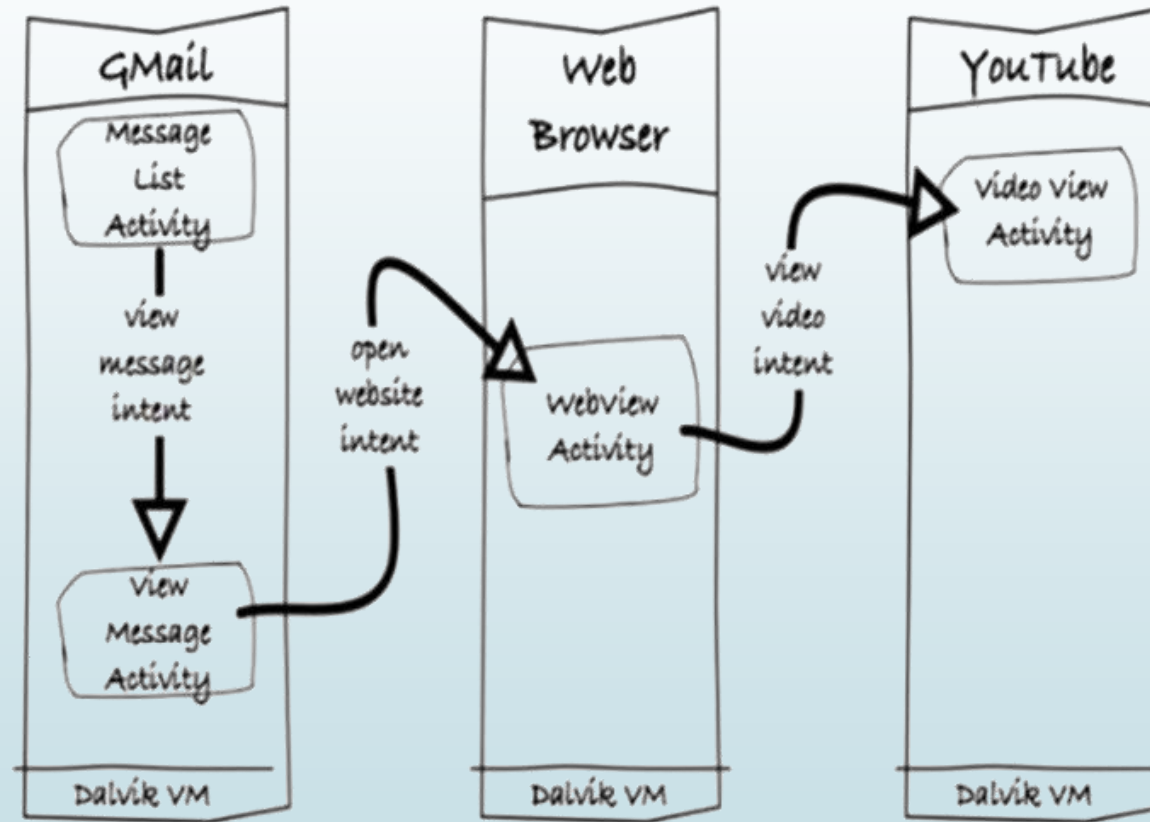 GMail
Message
List
Activity
view
message
intent
View
Message
Activity
Dalvik VM
open
website
intent
Web
Browser
WebView
Activity
Dalvik VM
view
video
intent
YouTube
Video View
Activity
Dalvik VM